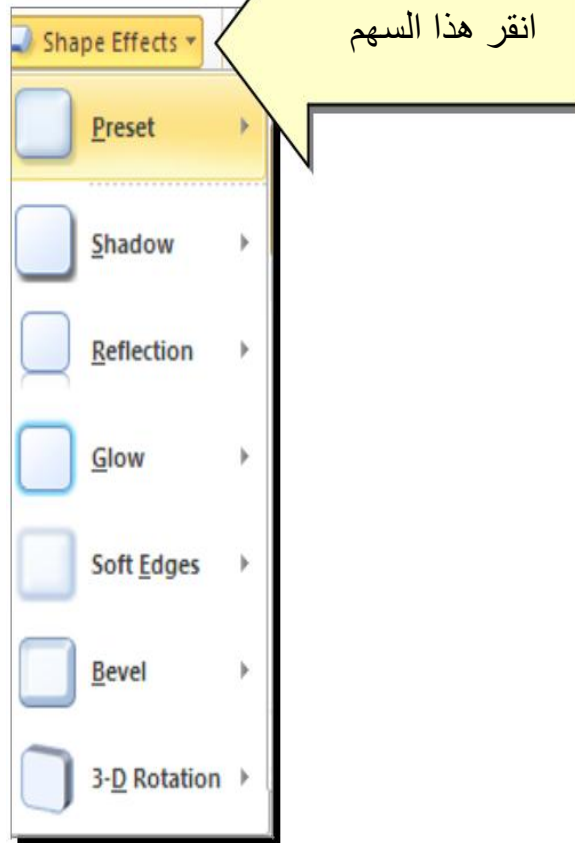 Shape Effects
انقر هذا السهم
Preset
Shadow
Reflection
Glow
Soft Edges
Bevel
3-D Rotation